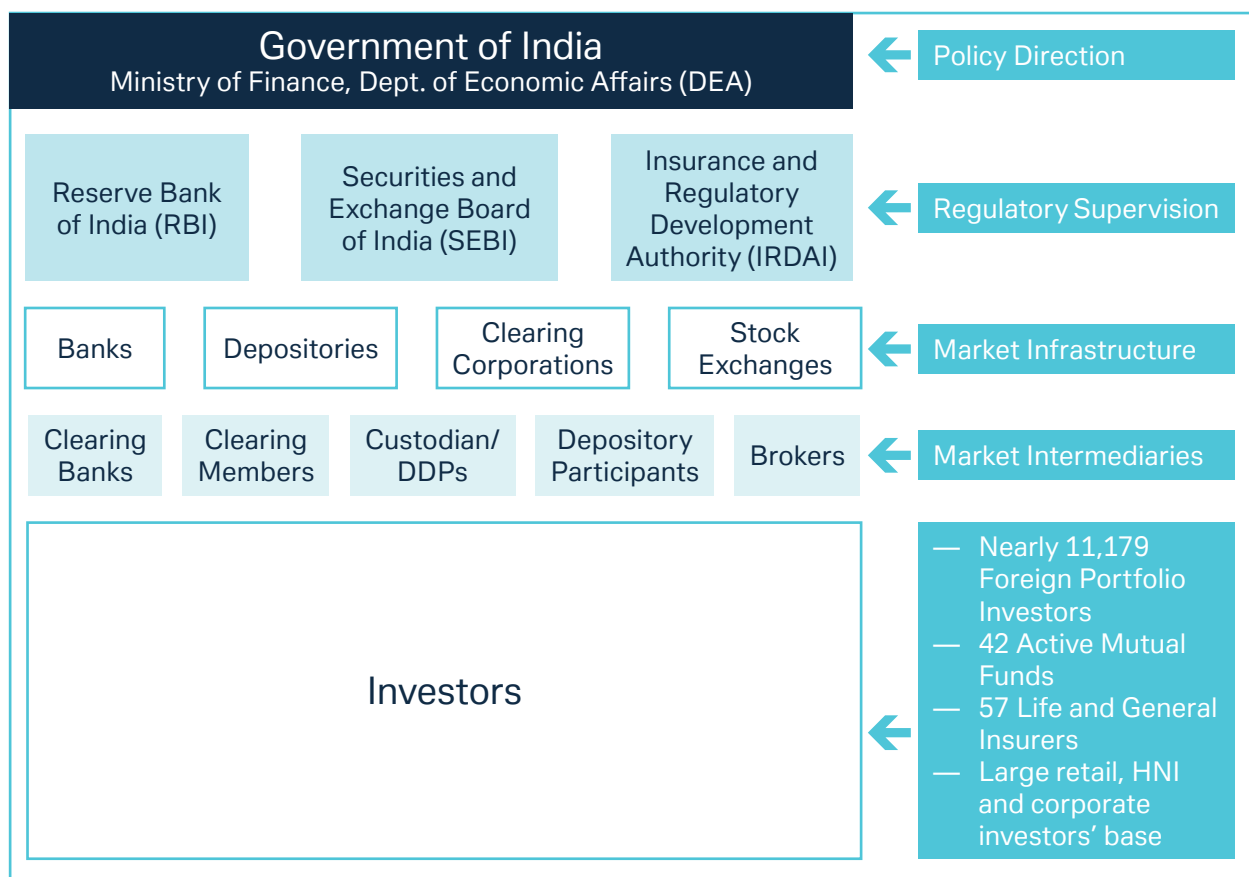 Government of India
Ministry of Finance, Dept. of Economic Affairs (DEA)
Policy Direction
Reserve Bank
of India (RBI)
Securities and
Exchange Board
of India (SEBI)
Insurance and
Regulatory
Development
Authority (IRDAI)
Regulatory Supervision
Banks
Depositories
Clearing
Corporations
Stock
Exchanges
Market Infrastructure
Clearing
Banks
Clearing
Members
Custodian/
DDPs
Depository
Participants
Brokers
Market Intermediaries
Investors
— Nearly 11,179
Foreign Portfolio
Investors
— 42 Active Mutual
Funds
— 57 Life and General
Insurers
— Large retail, HNI
and corporate
investors’ base